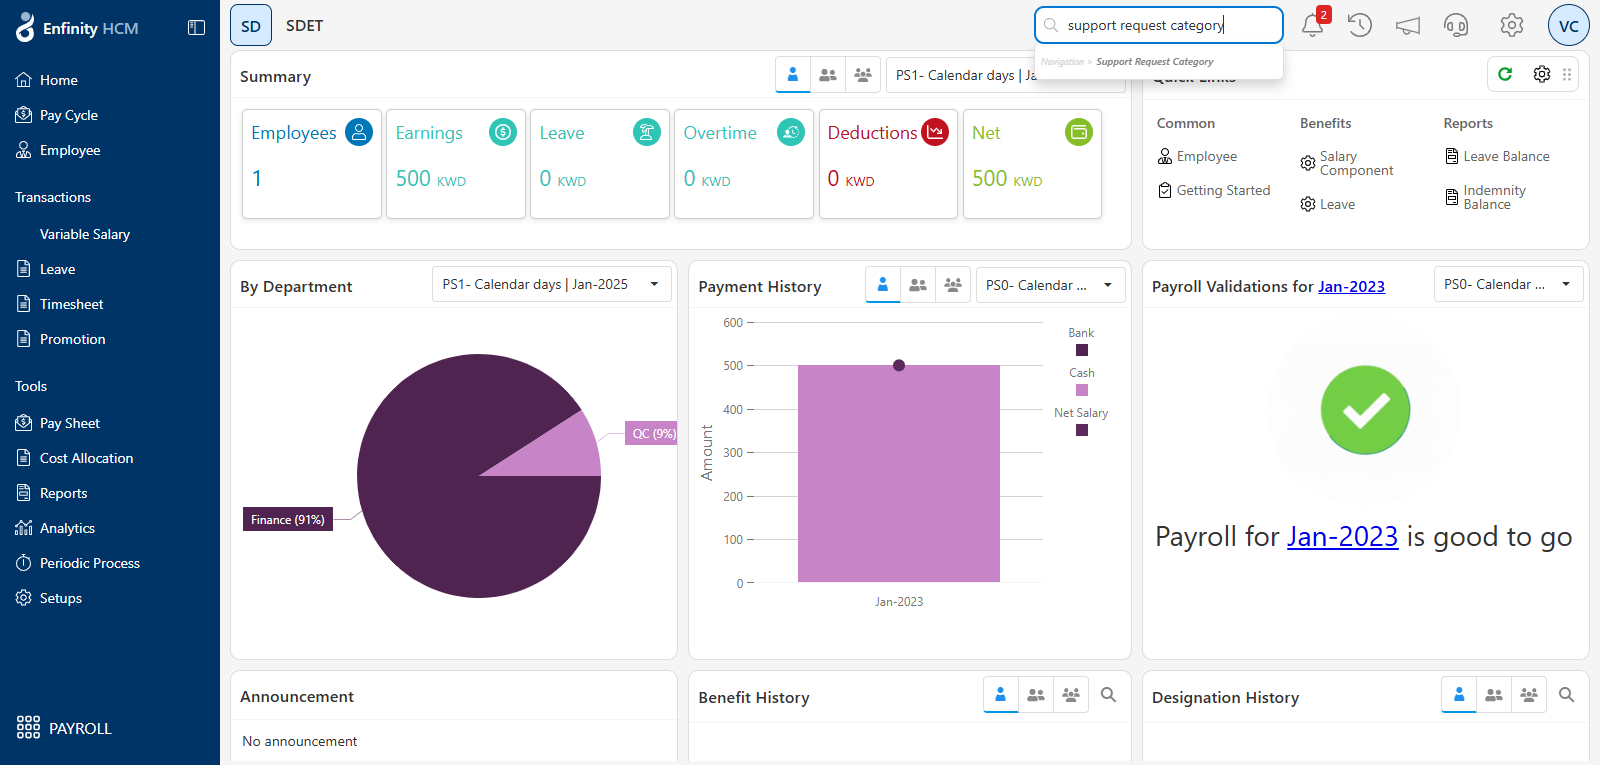 Enfinity HCM
SD
SDET
support request category
2
VC
Navigation > Support Request Category
Home
Pay Cycle
Employee
Transactions
Variable Salary
Leave
Timesheet
Promotion
Tools
Pay Sheet
Cost Allocation
Reports
Analytics
Periodic Process
Setups
PAYROLL
Summary
PS1- Calendar days | 
Employees
1
Earnings
500 KWD
Leave
0 KWD
Overtime
0 KWD
Deductions
0 KWD
Net
500 KWD
Common
Employee
Getting Started
Benefits
Salary
Component
Leave
Reports
Leave Balance
Indemnity
Balance
By Department
PS1- Calendar days | Jan-2025
QC (9%)
Finance (91%)
Payment History
PS0- Calendar ...
600
500
400
300
200
100
0
Amount
Jan-2023
Bank
Cash
Net Salary
Payroll Validations for Jan-2023
PS0- Calendar ...
Payroll for Jan-2023 is good to go
Announcement
No announcement
Benefit History
Designation History